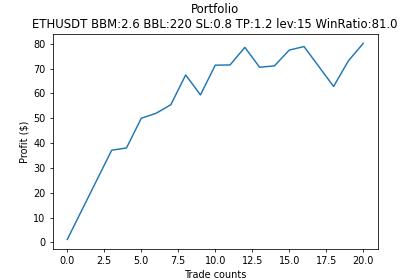 Portfolio
ETHUSDT BBM:2.6 BBL:220 SL:0.8 TP:1.2 lev:15 WinRatio:81.0
80
70
60
50
40
30
20
10
0
Profit ($)
0.0 2.5 5.0 7.5 10.0 12.5 15.0 17.5 20.0
Trade counts